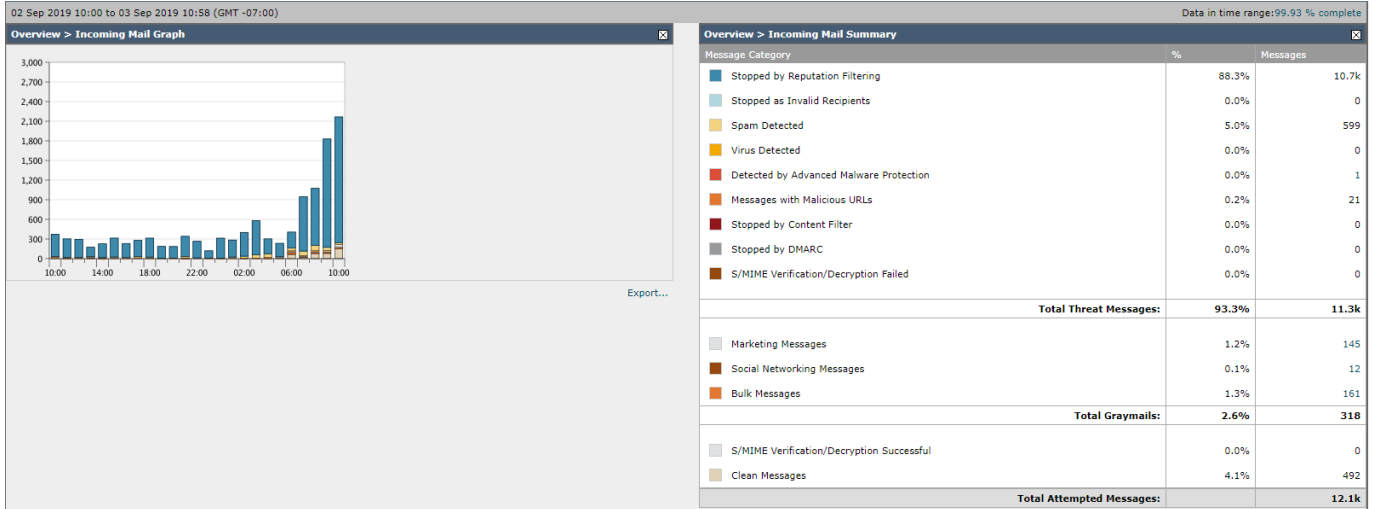 02 Sep 2019 10:00 to 03 Sep 2019 10:58 (GMT -07:00)
Data in time range:99.93 % complete
Overview > Incoming Mail Graph
3,000
2,700
2,400
2,100
1,800
1,500
1,200
900
600
300
0
10:00 14:00 18:00 22:00 02:00 06:00 10:00
Export...
Overview > Incoming Mail Summary
Message Category % Messages
Stopped by Reputation Filtering 88.3% 10.7k
Stopped as Invalid Recipients 0.0% 0
Spam Detected 5.0% 599
Virus Detected 0.0% 0
Detected by Advanced Malware Protection 0.0% 1
Messages with Malicious URLs 0.2% 21
Stopped by Content Filter 0.0% 0
Stopped by DMARC 0.0% 0
S/MIME Verification/Decryption Failed 0.0% 0
Total Threat Messages: 93.3% 11.3k
Marketing Messages 1.2% 145
Social Networking Messages 0.1% 12
Bulk Messages 1.3% 161
Total Graymails: 2.6% 318
S/MIME Verification/Decryption Successful 0.0% 0
Clean Messages 4.1% 492
Total Attempted Messages: 12.1k